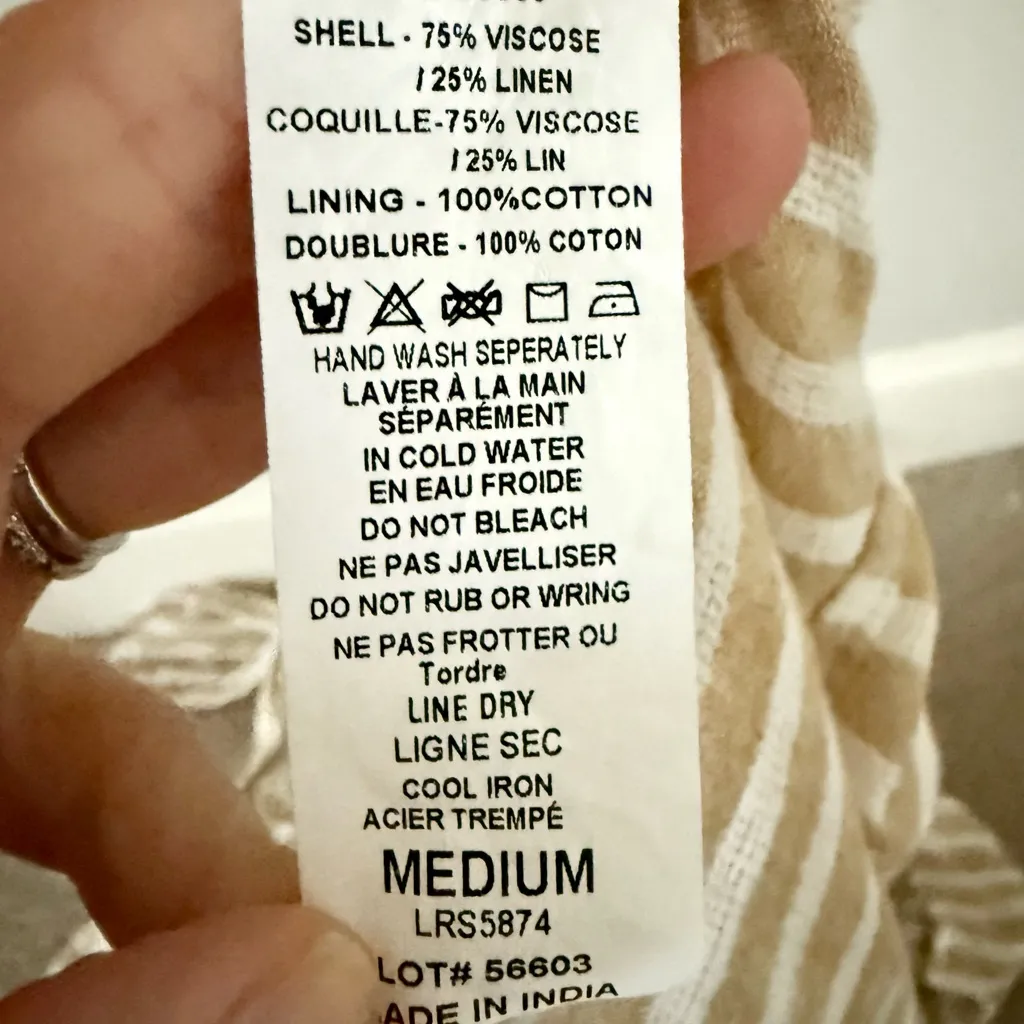 SHELL - 75% VISCOSE
/ 25% LINEN
COQUILLE-75% VISCOSE
/ 25% LIN
LINING - 100%COTTON
DOUBLURE - 100% COTON
HAND WASH SEPERATELY
LAVER À LA MAIN
SÉPARÉMENT
IN COLD WATER
EN EAU FROIDE
DO NOT BLEACH
NE PAS JAVELLISER
DO NOT RUB OR WRING
NE PAS FROTTER OU
Tordre
LINE DRY
LIGNE SEC
COOL IRON
ACIER TREMPÉ
MEDIUM
LRS5874
LOT# 56603
ADE IN INDIA